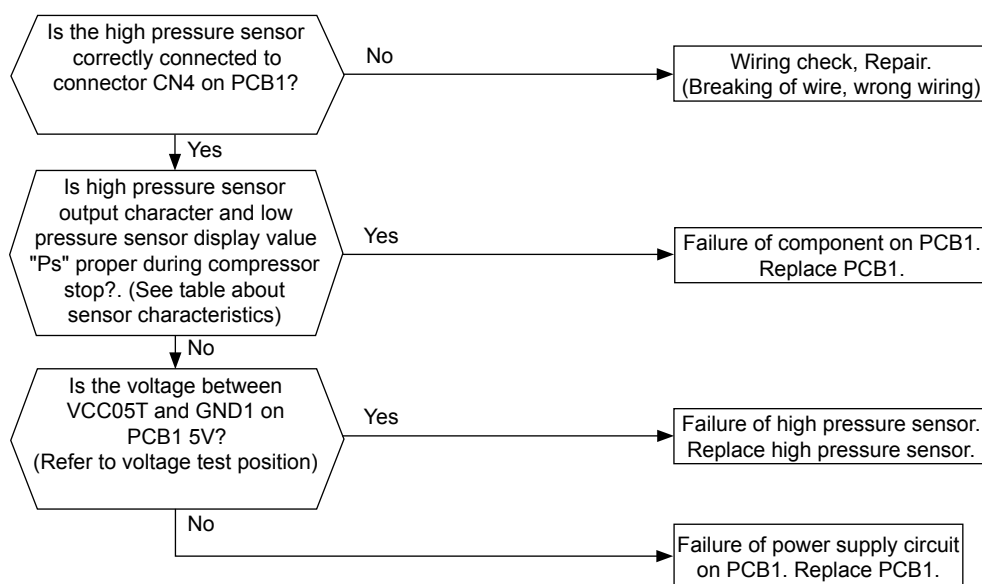 Is the high pressure sensor
correctly connected to
connector CN4 on PCB1?
No
Wiring check, Repair.
(Breaking of wire, wrong wiring)
Yes
Is high pressure sensor
output character and low
pressure sensor display value
"Ps" proper during compressor
stop?. (See table about
sensor characteristics)
Yes
Failure of component on PCB1.
Replace PCB1.
No
Is the voltage between
VCC05T and GND1 on
PCB1 5V?
(Refer to voltage test position)
Yes
Failure of high pressure sensor.
Replace high pressure sensor.
No
Failure of power supply circuit
on PCB1. Replace PCB1.